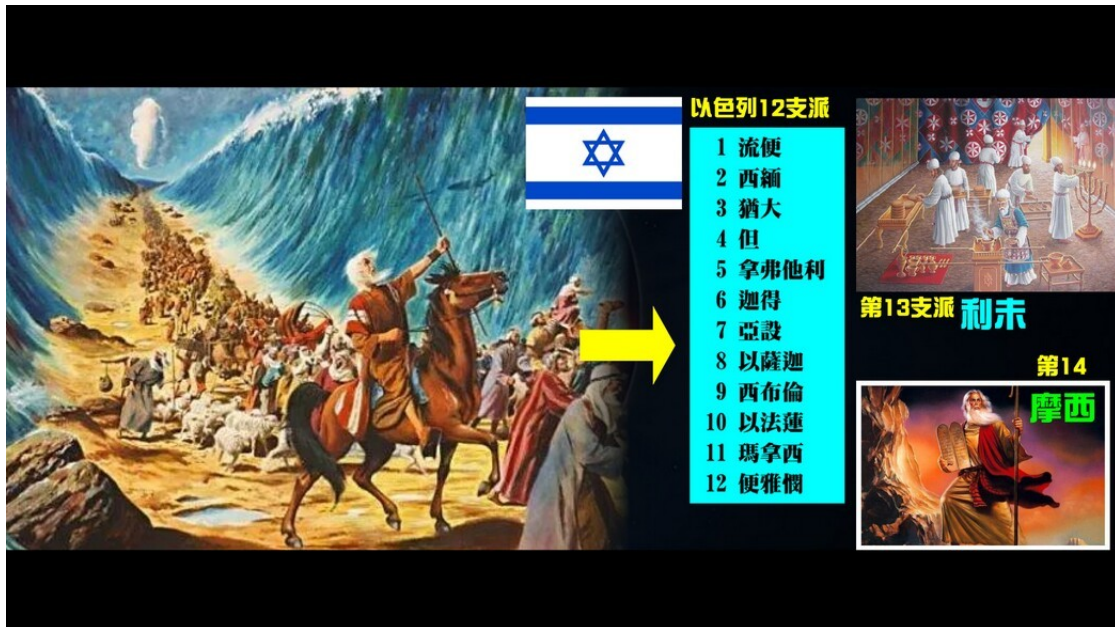 以色列12支派
1 流便
2 西緬
3 猶大
4 但
5 拿弗他利
6 迦得
7 亞設
8 以薩迦
9 西布倫
10 以法蓮
11 瑪拿西
12 便雅憫
第13支派 利未
第14
摩西